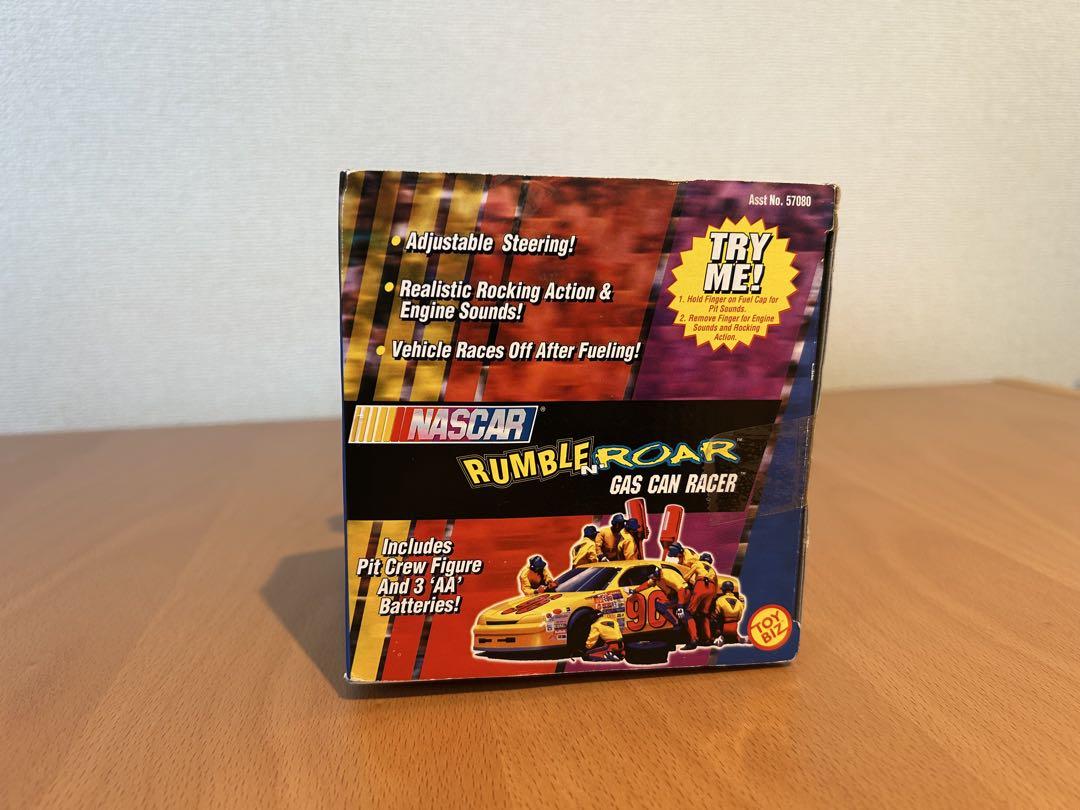 Asst No. 57080
• Adjustable Steering!
• Realistic Rocking Action &
Engine Sounds!
• Vehicle Races Off After Fueling!
TRY
ME!
1. Hold Finger on Fuel Cap for
Pit Sounds.
2. Remove Finger for Engine
Sounds and Rocking
Action.
NASCAR®
RUMBLE N ROAR™
GAS CAN RACER™
Includes
Pit Crew Figure
And 3 'AA'
Batteries!
90
TOY
BIZ